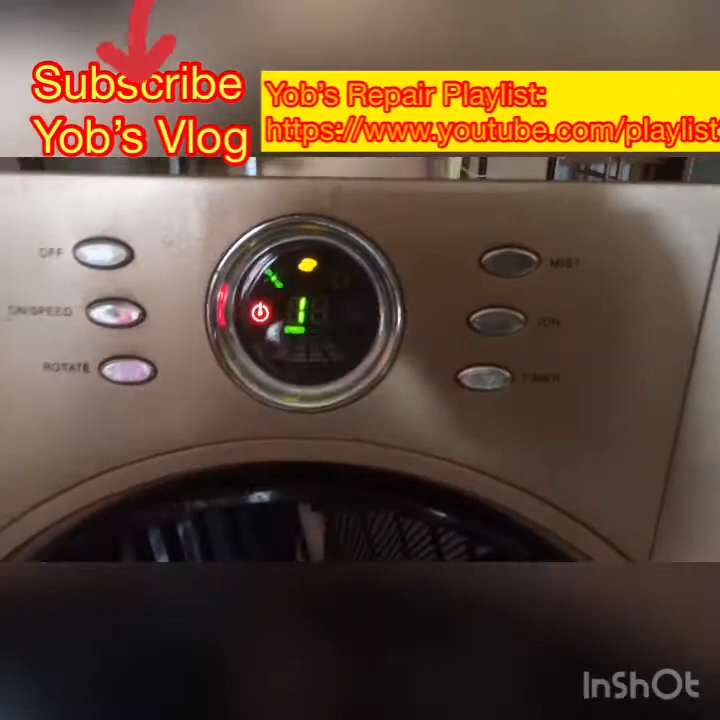 Subscribe
Yob's Vlog
Yob's Repair Playlist:
https://www.youtube.com/playlist
OFF
ON/SPEED
ROTATE
MIST
ION
TIMER
InShOt